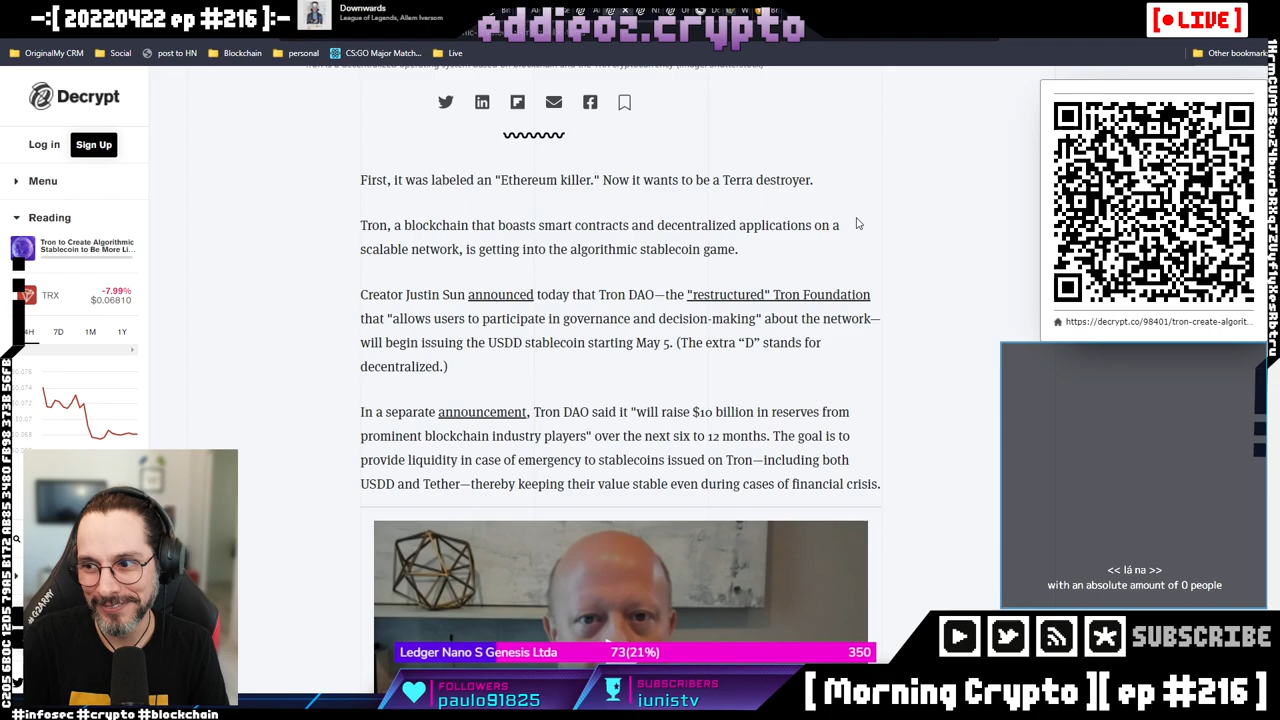 -:[ 20220422 ep #216 ]:-
Downwards
League of Legends, Allem Iversom
eddieoz.crypto
[● LIVE]
OriginalMy CRM
Social
post to HN
Blockchain
personal
CS:GO Major Match...
Live
Other bookmark
Decrypt
Log in
Sign Up
Menu
Reading
Tron to Create Algorithmic
Stablecoin to Be More Li...
TRX
-7.99%
$0.06810
7D
1M
1Y
First, it was labeled an "Ethereum killer." Now it wants to be a Terra destroyer.
Tron, a blockchain that boasts smart contracts and decentralized applications on a
scalable network, is getting into the algorithmic stablecoin game.
Creator Justin Sun announced today that Tron DAO—the "restructured" Tron Foundation
that "allows users to participate in governance and decision-making" about the network—
will begin issuing the USDD stablecoin starting May 5. (The extra “D” stands for
decentralized.)
In a separate announcement, Tron DAO said it "will raise $10 billion in reserves from
prominent blockchain industry players" over the next six to 12 months. The goal is to
provide liquidity in case of emergency to stablecoins issued on Tron—including both
USDD and Tether—thereby keeping their value stable even during cases of financial crisis.
https://decrypt.co/98401/tron-create-algorit...
<< lá na >>
with an absolute amount of 0 people
Ledger Nano S Genesis Ltda
73(21%)
350
FOLLOWERS
paulo91825
SUBSCRIBERS
iunistv
SUBSCRIBE
[ Morning Crypto ][ ep #216 ]
#infosec #crypto #blockchain